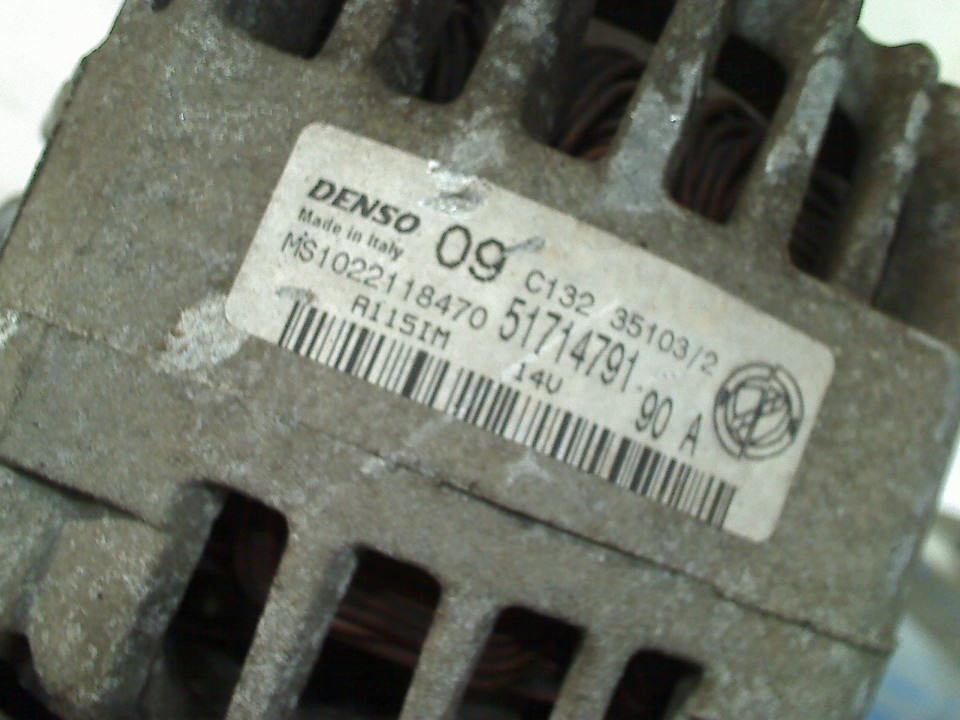 DENSO
Made in Italy
09 C132 35103/2
MS1022118470 51714791 90 A
A115IM 14V